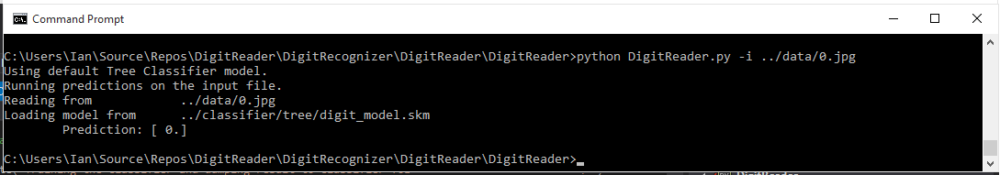 Command Prompt
C:\Users\Ian\Source\Repos\DigitReader\DigitRecognizer\DigitReader\DigitReader>python DigitReader.py -i ../data/0.jpg
Using default Tree Classifier model.
Running predictions on the input file.
Reading from            ../data/0.jpg
Loading model from      ../classifier/tree/digit_model.skm
        Prediction: [ 0.]
C:\Users\Ian\Source\Repos\DigitReader\DigitRecognizer\DigitReader\DigitReader>_